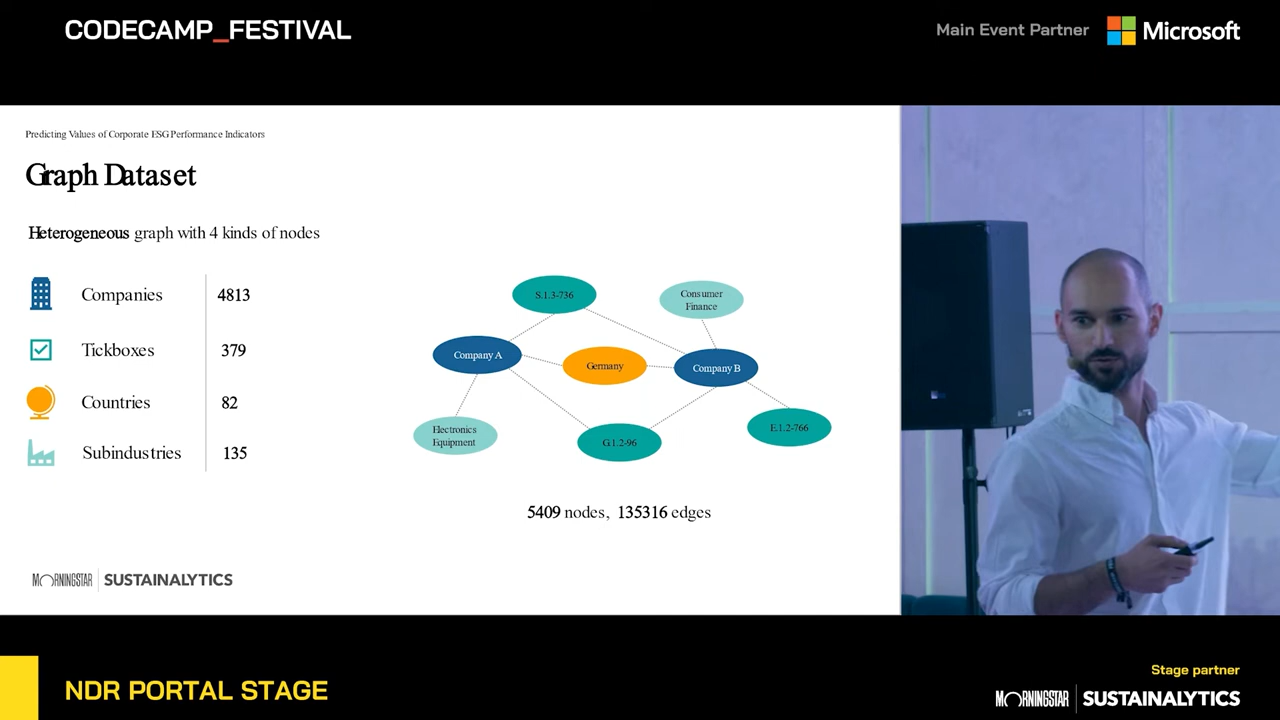 CODECAMP_FESTIVAL
Main Event Partner
Microsoft
Predicting Values of Corporate ESG Performance Indicators
Graph Dataset
Heterogeneous graph with 4 kinds of nodes
Companies 4813
Tickboxes 379
Countries 82
Subindustries 135
S.1.3-736
Consumer
Finance
Company A
Germany
Company B
Electronics
Equipment
G.1.2-96
E.1.2-766
5409 nodes, 135316 edges
MORNINGSTAR SUSTAINALYTICS
NDR PORTAL STAGE
Stage partner
MORNINGSTAR SUSTAINALYTICS